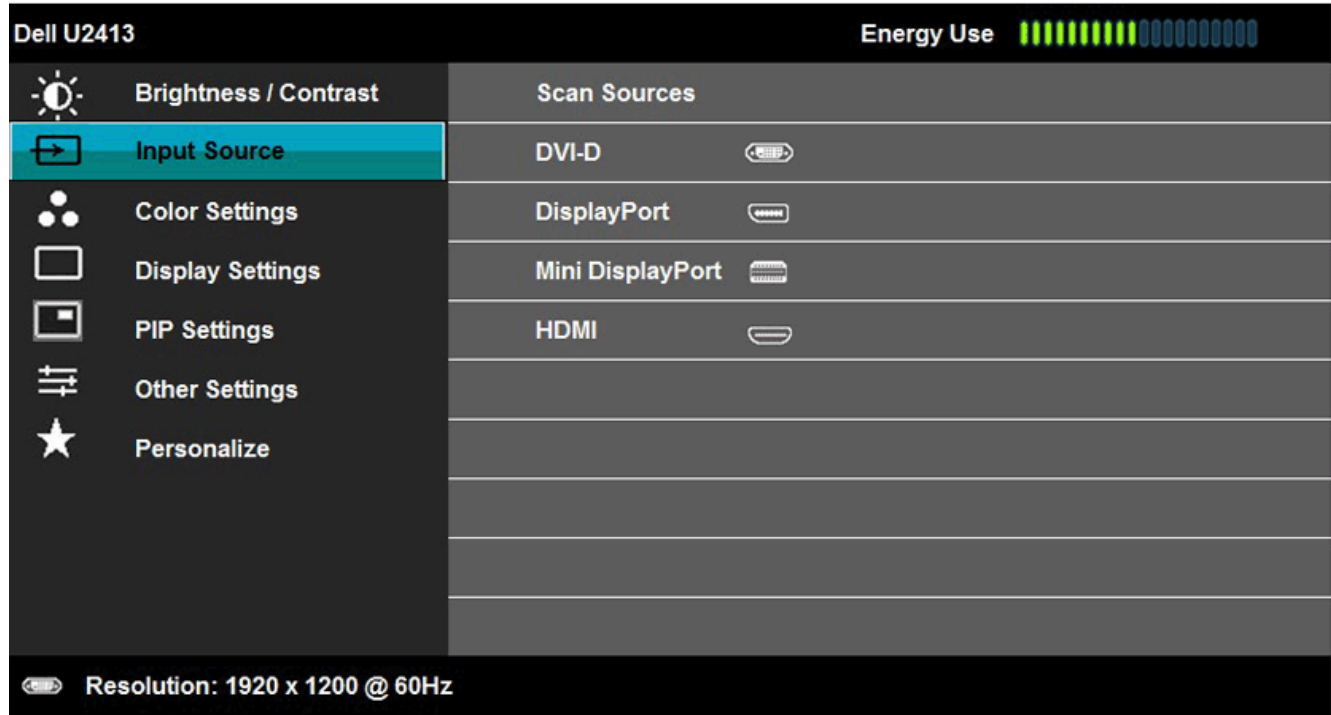 Dell U2413 Energy Use
Brightness / Contrast Scan Sources
Input Source DVI-D
Color Settings DisplayPort
Display Settings Mini DisplayPort
PIP Settings HDMI
Other Settings
Personalize
Resolution: 1920 x 1200 @ 60Hz